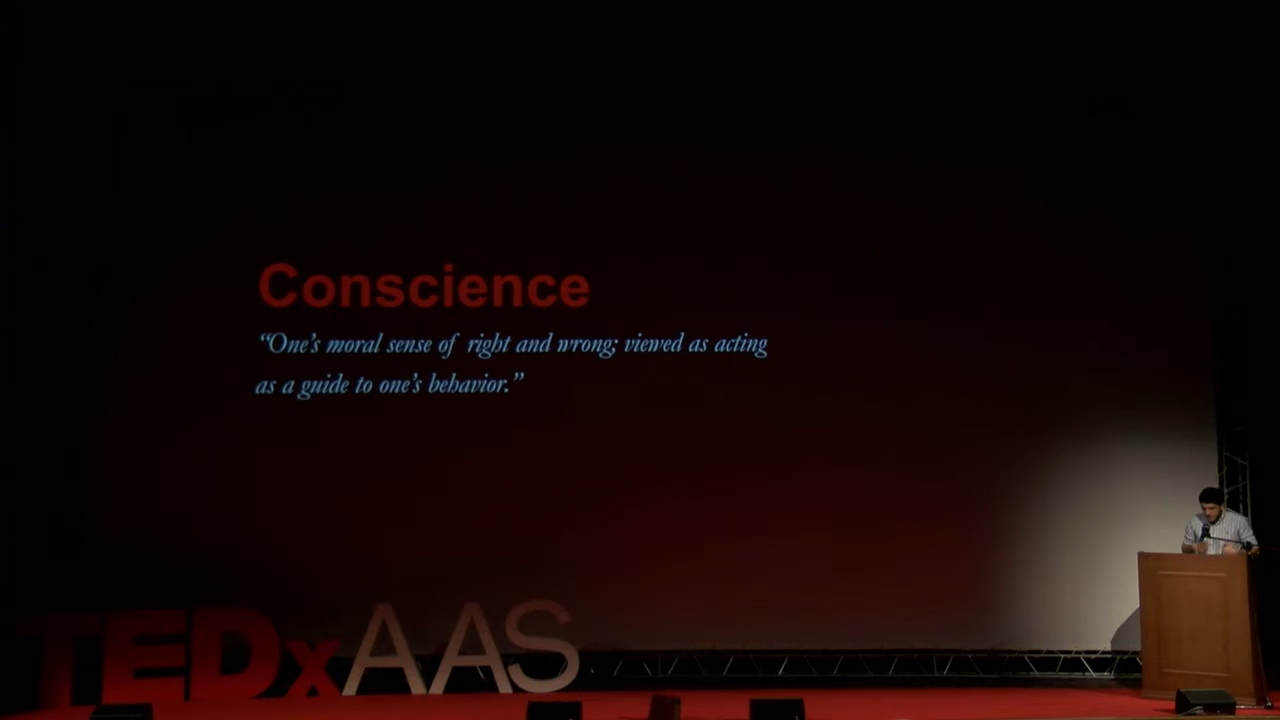 Conscience
“One’s moral sense of right and wrong; viewed as acting
as a guide to one’s behavior.”
TEDxAAS